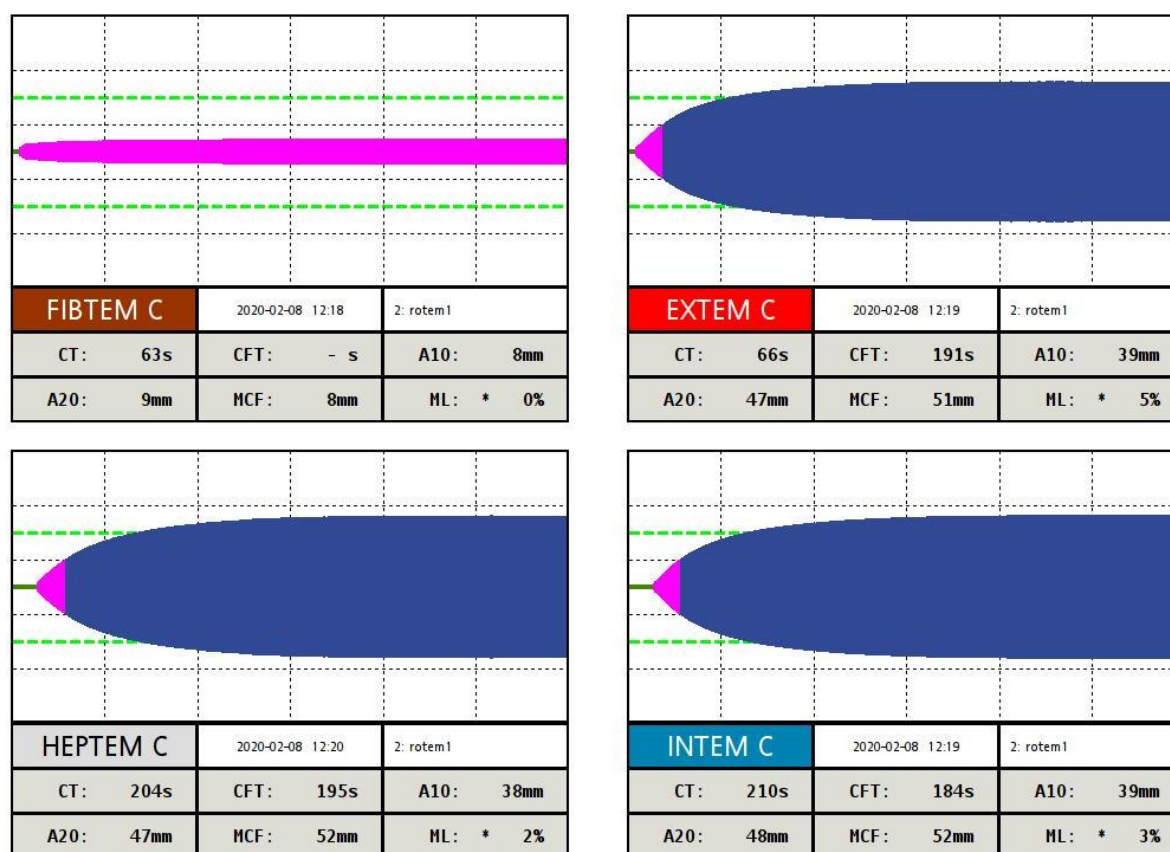 FIBTEM C 2020-02-08 12:18 2: rotem1
CT: 63s CFT: - s A10: 8mm
A20: 9mm MCF: 8mm ML: * 0%
EXTEM C 2020-02-08 12:19 2: rotem1
CT: 66s CFT: 191s A10: 39mm
A20: 47mm MCF: 51mm ML: * 5%
HEPTEM C 2020-02-08 12:20 2: rotem1
CT: 204s CFT: 195s A10: 38mm
A20: 47mm MCF: 52mm ML: * 2%
INTEM C 2020-02-08 12:19 2: rotem1
CT: 210s CFT: 184s A10: 39mm
A20: 48mm MCF: 52mm ML: * 3%